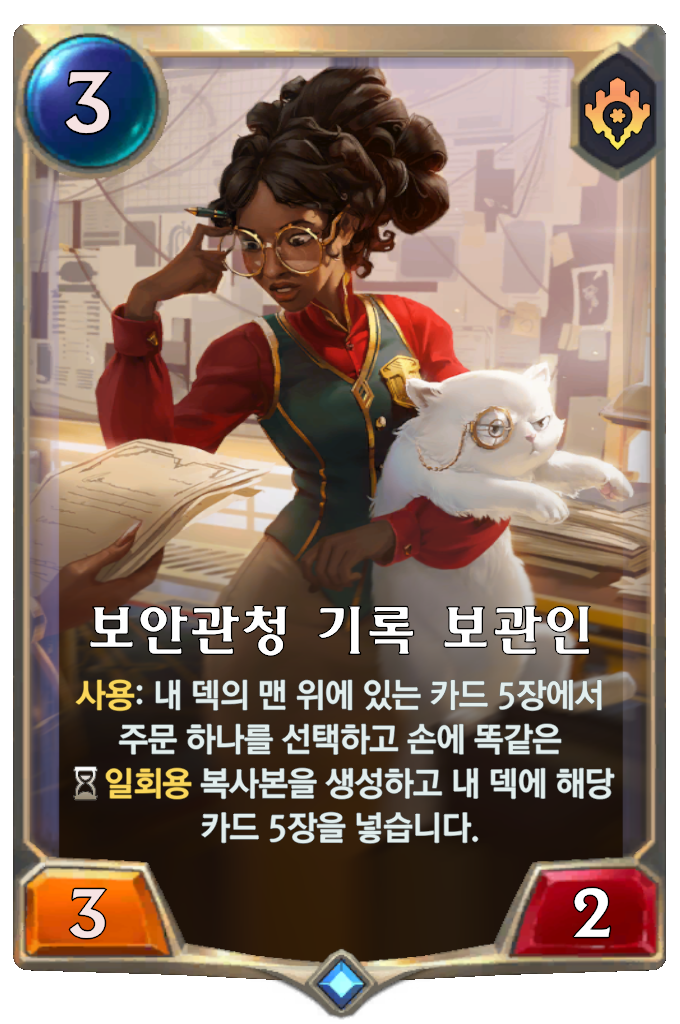 3
보안관청 기록 보관인
사용: 내 덱의 맨 위에 있는 카드 5장에서
주문 하나를 선택하고 손에 똑같은
일회용 복사본을 생성하고 내 덱에 해당
카드 5장을 넣습니다.
3
2